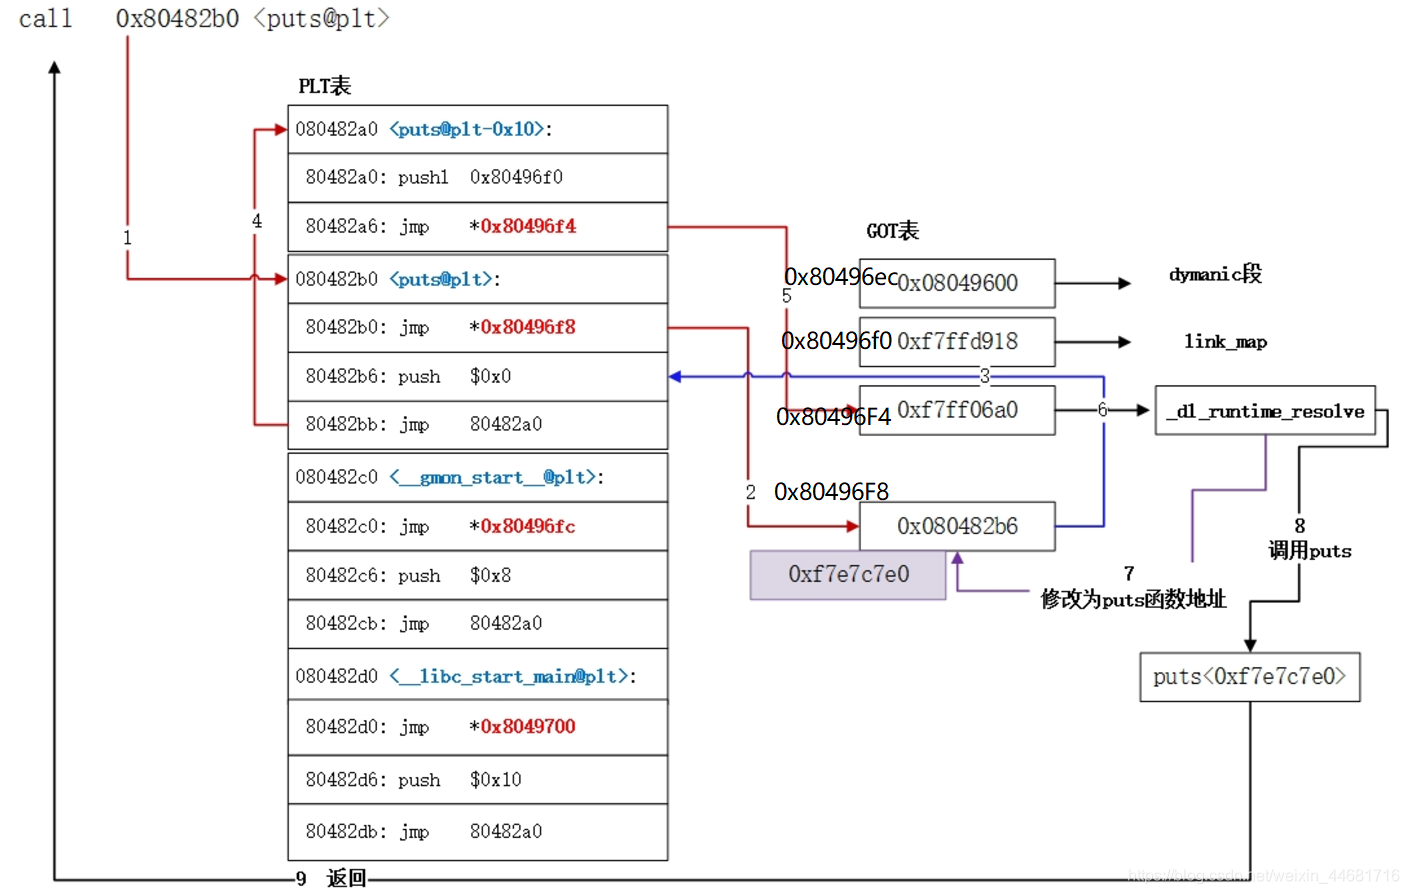 call 0x80482b0 <puts@plt>
PLT表
080482a0 <puts@plt-0x10>:
80482a0: pushl 0x80496f0
80482a6: jmp *0x80496f4
080482b0 <puts@plt>:
80482b0: jmp *0x80496f8
80482b6: push $0x0
80482bb: jmp 80482a0
080482c0 <__gmon_start__@plt>:
80482c0: jmp *0x80496fc
80482c6: push $0x8
80482cb: jmp 80482a0
080482d0 <__libc_start_main@plt>:
80482d0: jmp *0x8049700
80482d6: push $0x10
80482db: jmp 80482a0
1
4
GOT表
0x80496ec 0x08049600 dymanic段
5
0x80496f0 0xf7ffd918 link_map
3
0x80496F4 0xf7ff06a0 6 _dl_runtime_resolve
2 0x80496F8
0x080482b6
0xf7e7c7e0
7
修改为puts函数地址
8
调用puts
puts<0xf7e7c7e0>
9 返回
https://blog.csdn.net/weixin_44681716